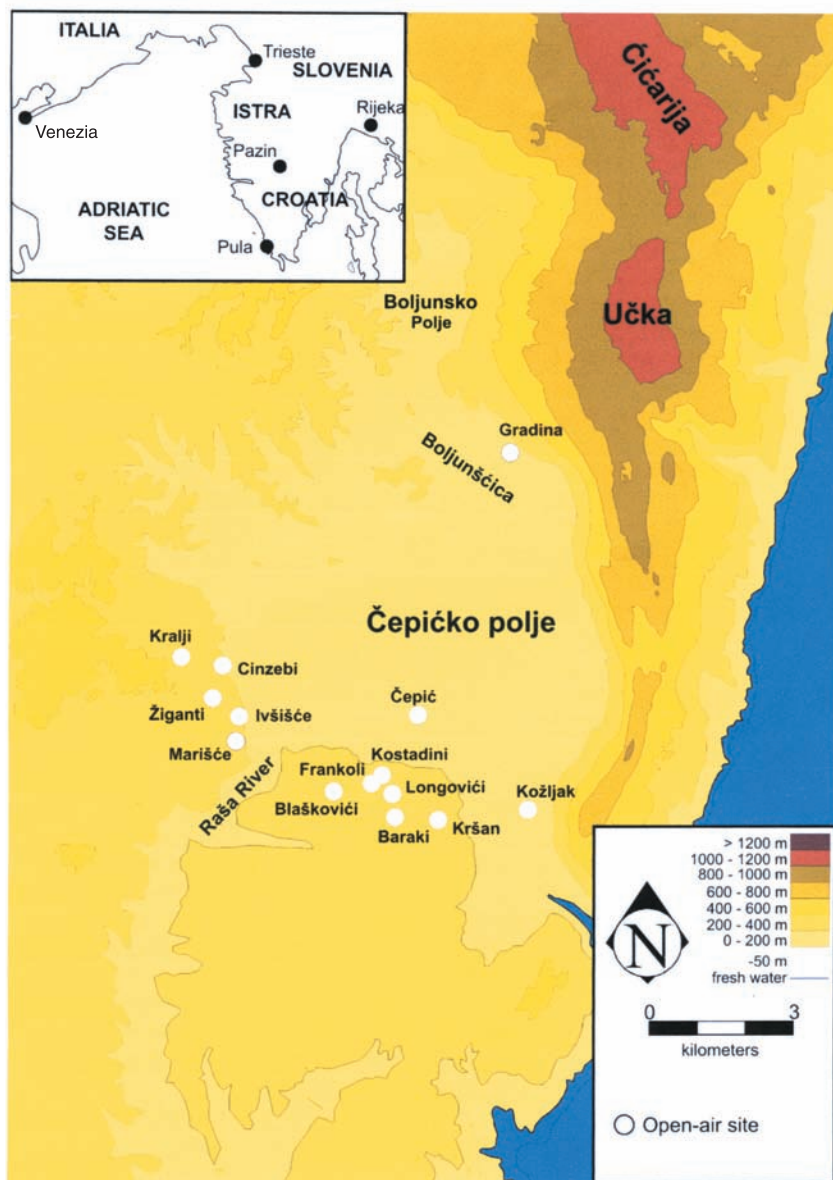 ITALIA
Trieste
SLOVENIA
ISTRA
Rijeka
Venezia
Pazin
CROATIA
ADRIATIC
SEA
Pula
Ćićarija
Boljunsko
Polje
Učka
Gradina
Boljunšćica
Čepićko polje
Kralji
Cinzebi
Žiganti
Ivšišće
Čepić
Marišće
Raša River
Kostadini
Frankoli
Longovići
Kožljak
Blaškovići
Baraki
Kršan
> 1200 m
1000 - 1200 m
800 - 1000 m
600 - 800 m
400 - 600 m
200 - 400 m
0 - 200 m
-50 m
fresh water
N
0 3
kilometers
Open-air site